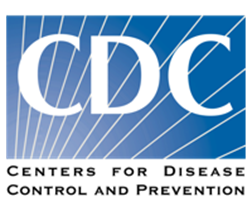 CDC
CENTERS FOR DISEASE
CONTROL AND PREVENTION